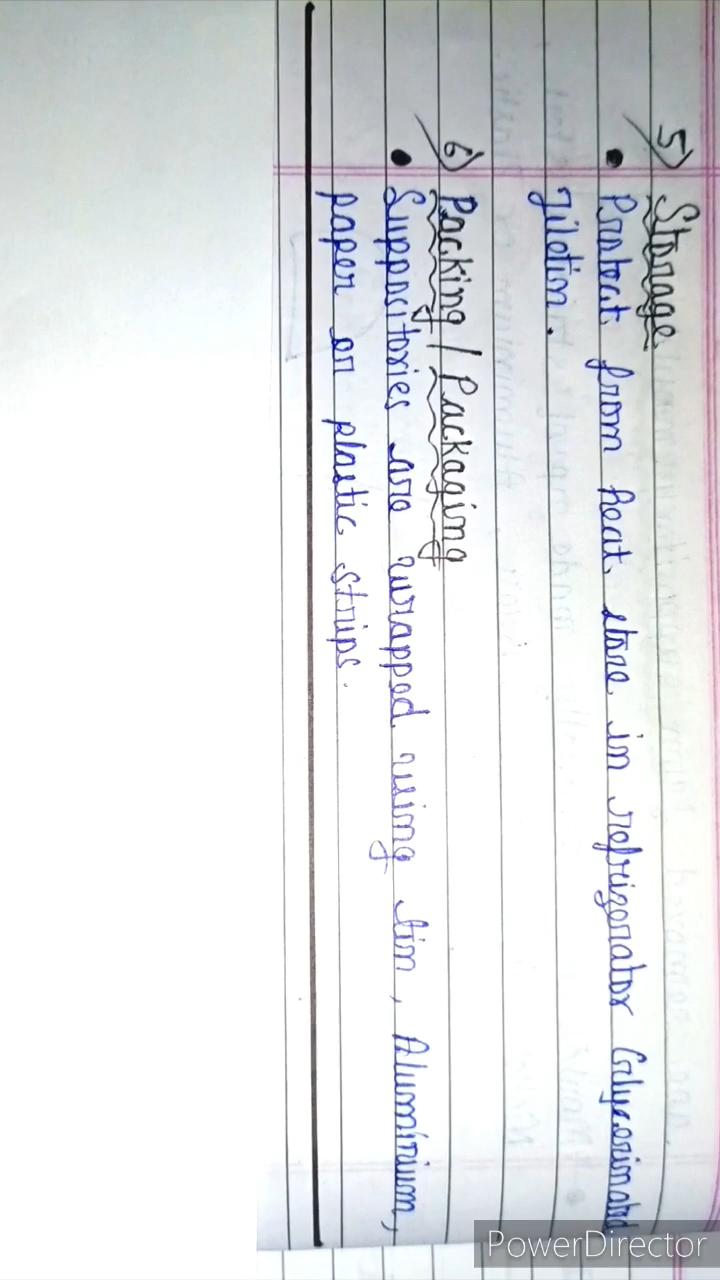 5) Storage
• Protect from heat store in refrigerator Glycerinated
Jiletin.
6) Packing / Packaging
• Suppositories are wrapped using tin, Aluminium,
paper or plastic strips.
PowerDirector